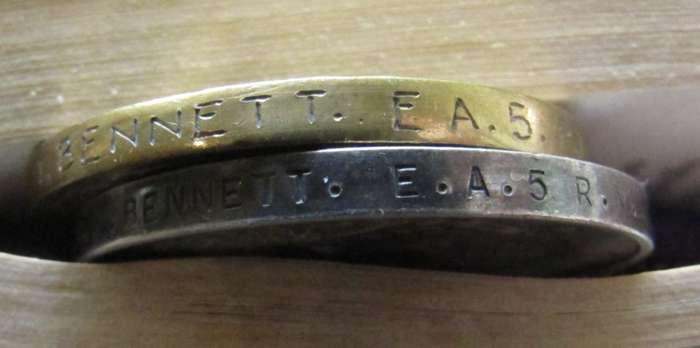 BENNETT. E A. 5.
BENNETT. E. A. 5 R.